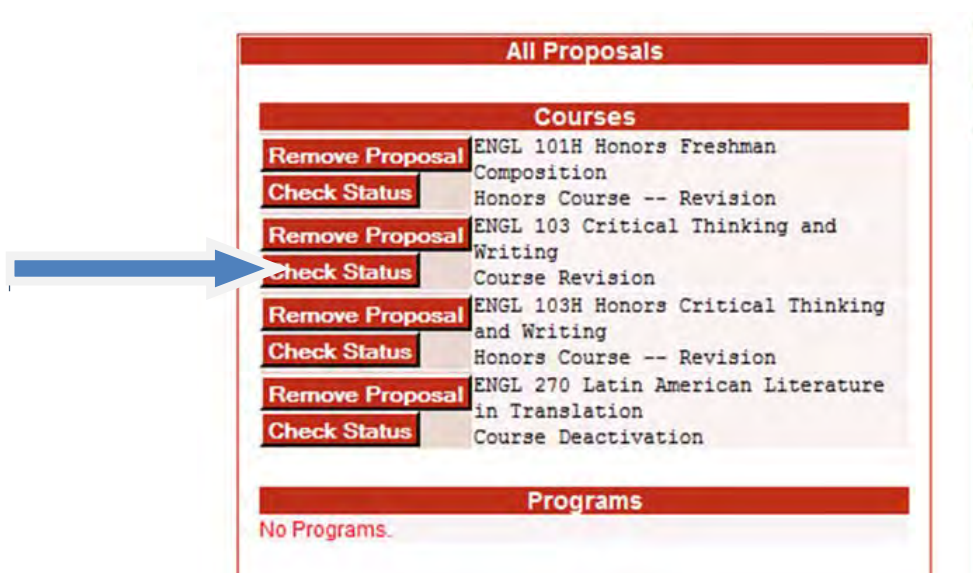 All Proposals
Courses
Remove Proposal
ENGL 101H Honors Freshman
Composition
Check Status
Honors Course -- Revision
Remove Proposal
ENGL 103 Critical Thinking and
Writing
Check Status
Course Revision
Remove Proposal
ENGL 103H Honors Critical Thinking
and Writing
Check Status
Honors Course -- Revision
Remove Proposal
ENGL 270 Latin American Literature
in Translation
Check Status
Course Deactivation
Programs
No Programs.